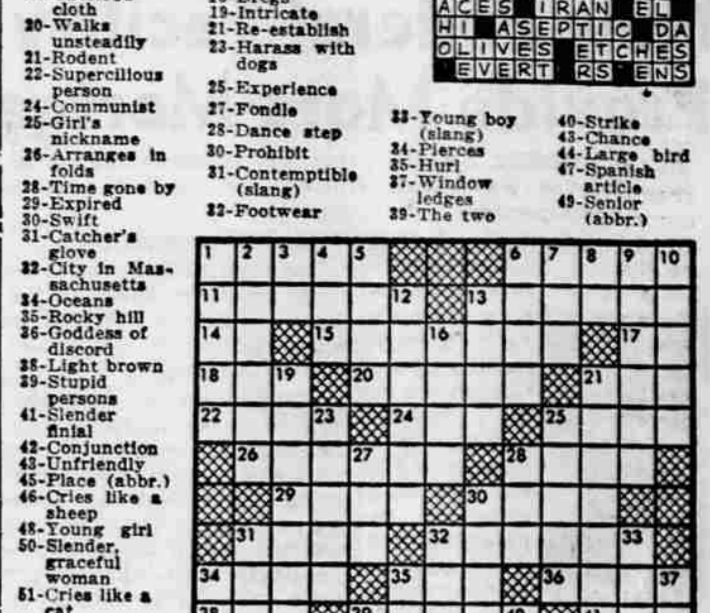 cloth
20-Walks
unsteadily
21-Rodent
22-Supercilious
person
24-Communist
25-Girl's
nickname
26-Arranges in
folds
28-Time gone by
29-Expired
30-Swift
31-Catcher's
glove
32-City in Mas-
sachusetts
34-Oceans
35-Rocky hill
36-Goddess of
discord
38-Light brown
39-Stupid
persons
41-Slender
finial
42-Conjunction
43-Unfriendly
45-Place (abbr.)
46-Cries like a
sheep
48-Young girl
50-Slender,
graceful
woman
51-Cries like a
cat
19-Intricate
21-Re-establish
23-Harass with
dogs
25-Experience
27-Fondle
28-Dance step
30-Prohibit
31-Contemptible
(slang)
32-Footwear
33-Young boy
(slang)
34-Pierces
35-Hurl
37-Window
ledges
39-The two
40-Strike
43-Chance
44-Large bird
47-Spanish
article
49-Senior
(abbr.)
ACES IRAN EL
HI ASEPTIC DA
OLIVES ETCHES
EVERT RS ENS
1 2 3 4 5 6 7 8 9 10
11 12 13
14 15 16 17
18 19 20 21
22 23 24 25
26 27 28
29 30
31 32 33
34 35 36 37
38 39 40